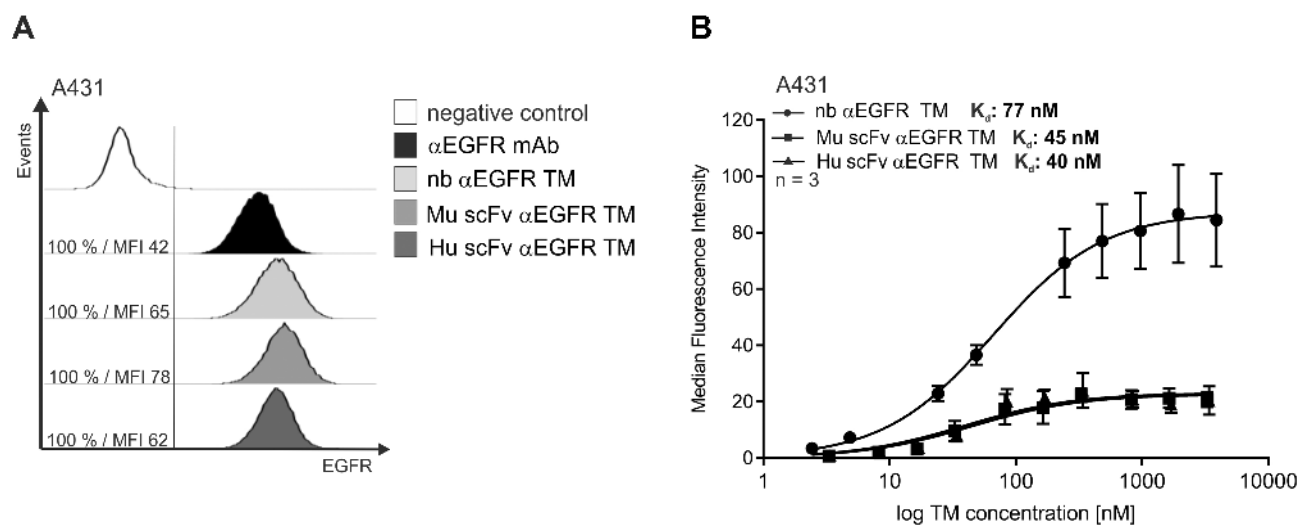 A
A431
Events
100 % / MFI 42
100 % / MFI 65
100 % / MFI 78
100 % / MFI 62
EGFR
negative control
αEGFR mAb
nb αEGFR TM
Mu scFv αEGFR TM
Hu scFv αEGFR TM
B
A431
nb αEGFR TM Kd: 77 nM
Mu scFv αEGFR TM Kd: 45 nM
Hu scFv αEGFR TM Kd: 40 nM
n = 3
Median Fluorescence Intensity
120
100
80
60
40
20
0
1 10 100 1000 10000
log TM concentration [nM]